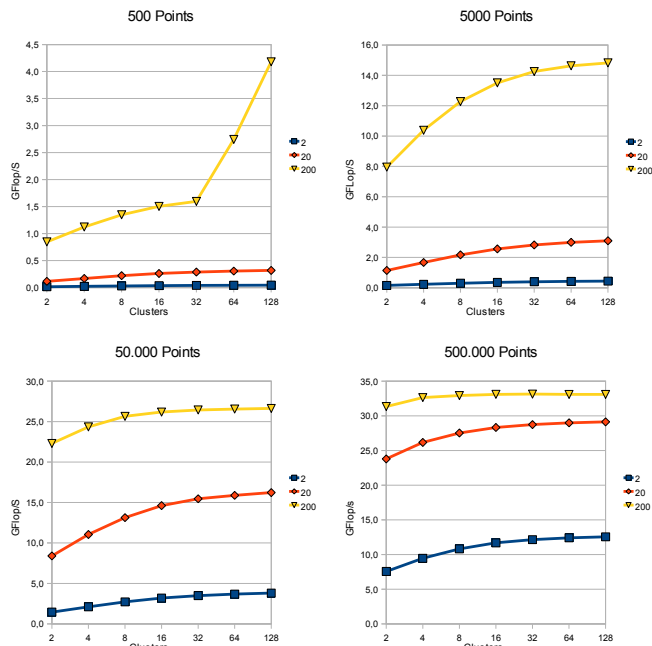 500 Points
4,5
4,0
3,5
3,0
2,5
2,0
1,5
1,0
0,5
0,0
GFlop/S
2 4 8 16 32 64 128
Clusters
2
20
200
5000 Points
16,0
14,0
12,0
10,0
8,0
6,0
4,0
2,0
0,0
GFLop/S
2 4 8 16 32 64 128
Clusters
2
20
200
50.000 Points
30,0
25,0
20,0
15,0
10,0
5,0
0,0
GFlop/S
2 4 8 16 32 64 128
Clusters
2
20
200
500.000 Points
35,0
30,0
25,0
20,0
15,0
10,0
5,0
0,0
GFlop/s
2 4 8 16 32 64 128
Clusters
2
20
200